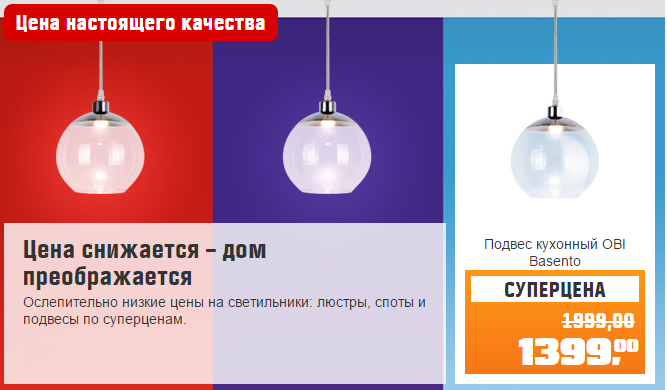 Цена настоящего качества
Цена снижается – дом
преображается
Ослепительно низкие цены на светильники: люстры, споты и
подвесы по суперценам.
Подвес кухонный OBI
Basento
СУПЕРЦЕНА
1999,00
1399,00